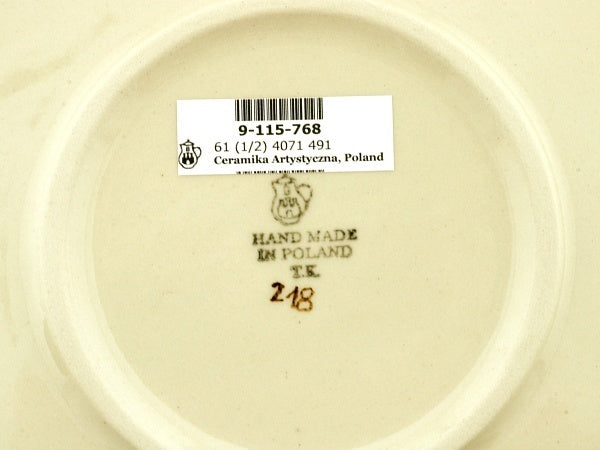 9-115-768
61 (1/2) 4071 491
Ceramika Artystyczna, Poland
HAND MADE
IN POLAND
T.K.
218